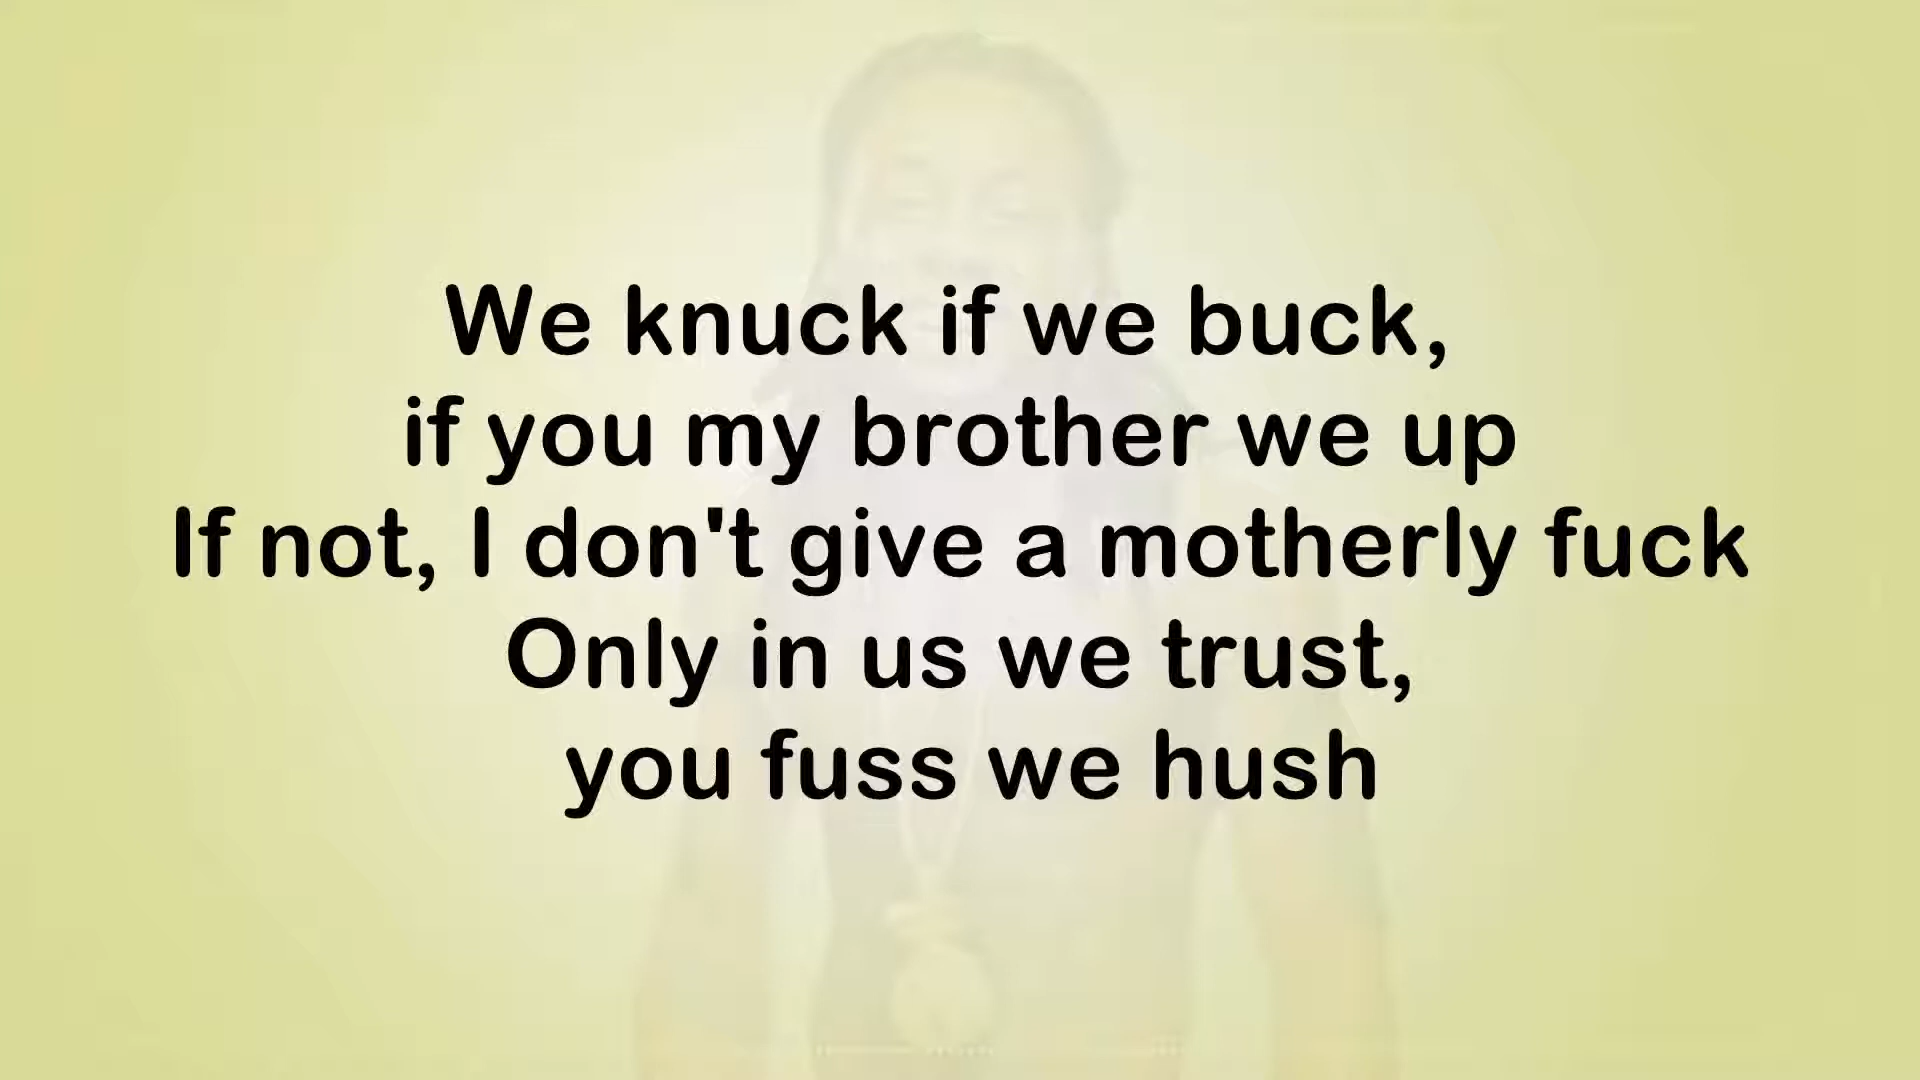 We knuck if we buck,
if you my brother we up
If not, I don't give a motherly fuck
Only in us we trust,
you fuss we hush